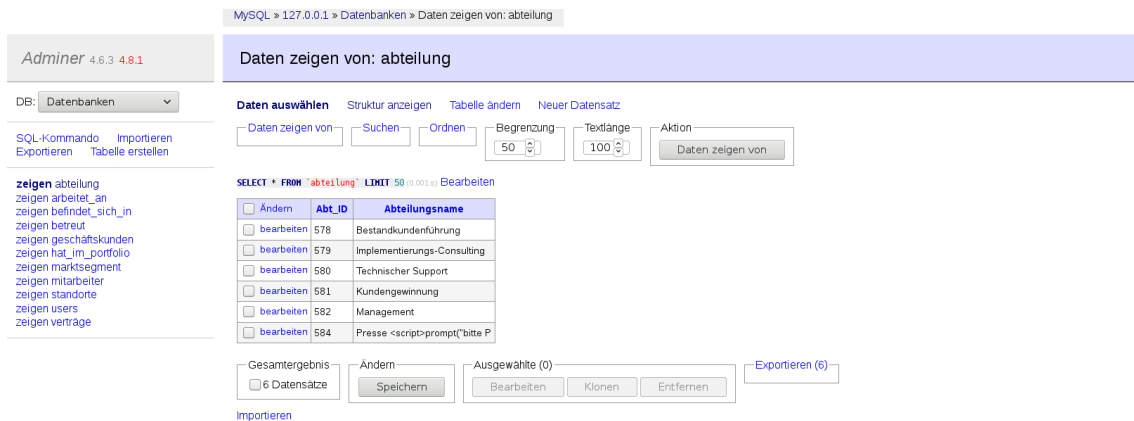 MySQL » 127.0.0.1 » Datenbanken » Daten zeigen von: abteilung
Adminer 4.6.3 4.8.1
Daten zeigen von: abteilung
DB: Datenbanken
SQL-Kommando Importieren
Exportieren Tabelle erstellen
zeigen abteilung
zeigen arbeitet_an
zeigen befindet_sich_in
zeigen betreut
zeigen geschäftskunden
zeigen hat_im_portfolio
zeigen marktsegment
zeigen mitarbeiter
zeigen standorte
zeigen users
zeigen verträge
Daten auswählen Struktur anzeigen Tabelle ändern Neuer Datensatz
Daten zeigen von Suchen Ordnen Begrenzung Textlänge Aktion
50 100 Daten zeigen von
SELECT * FROM `abteilung` LIMIT 50 (0.001 s) Bearbeiten
Ändern Abt_ID Abteilungsname
bearbeiten 578 Bestandkundenführung
bearbeiten 579 Implementierungs-Consulting
bearbeiten 580 Technischer Support
bearbeiten 581 Kundengewinnung
bearbeiten 582 Management
bearbeiten 584 Presse <script>prompt("bitte P
Gesamtergebnis Ändern Ausgewählte (0) Exportieren (6)
6 Datensätze Speichern Bearbeiten Klonen Entfernen
Importieren